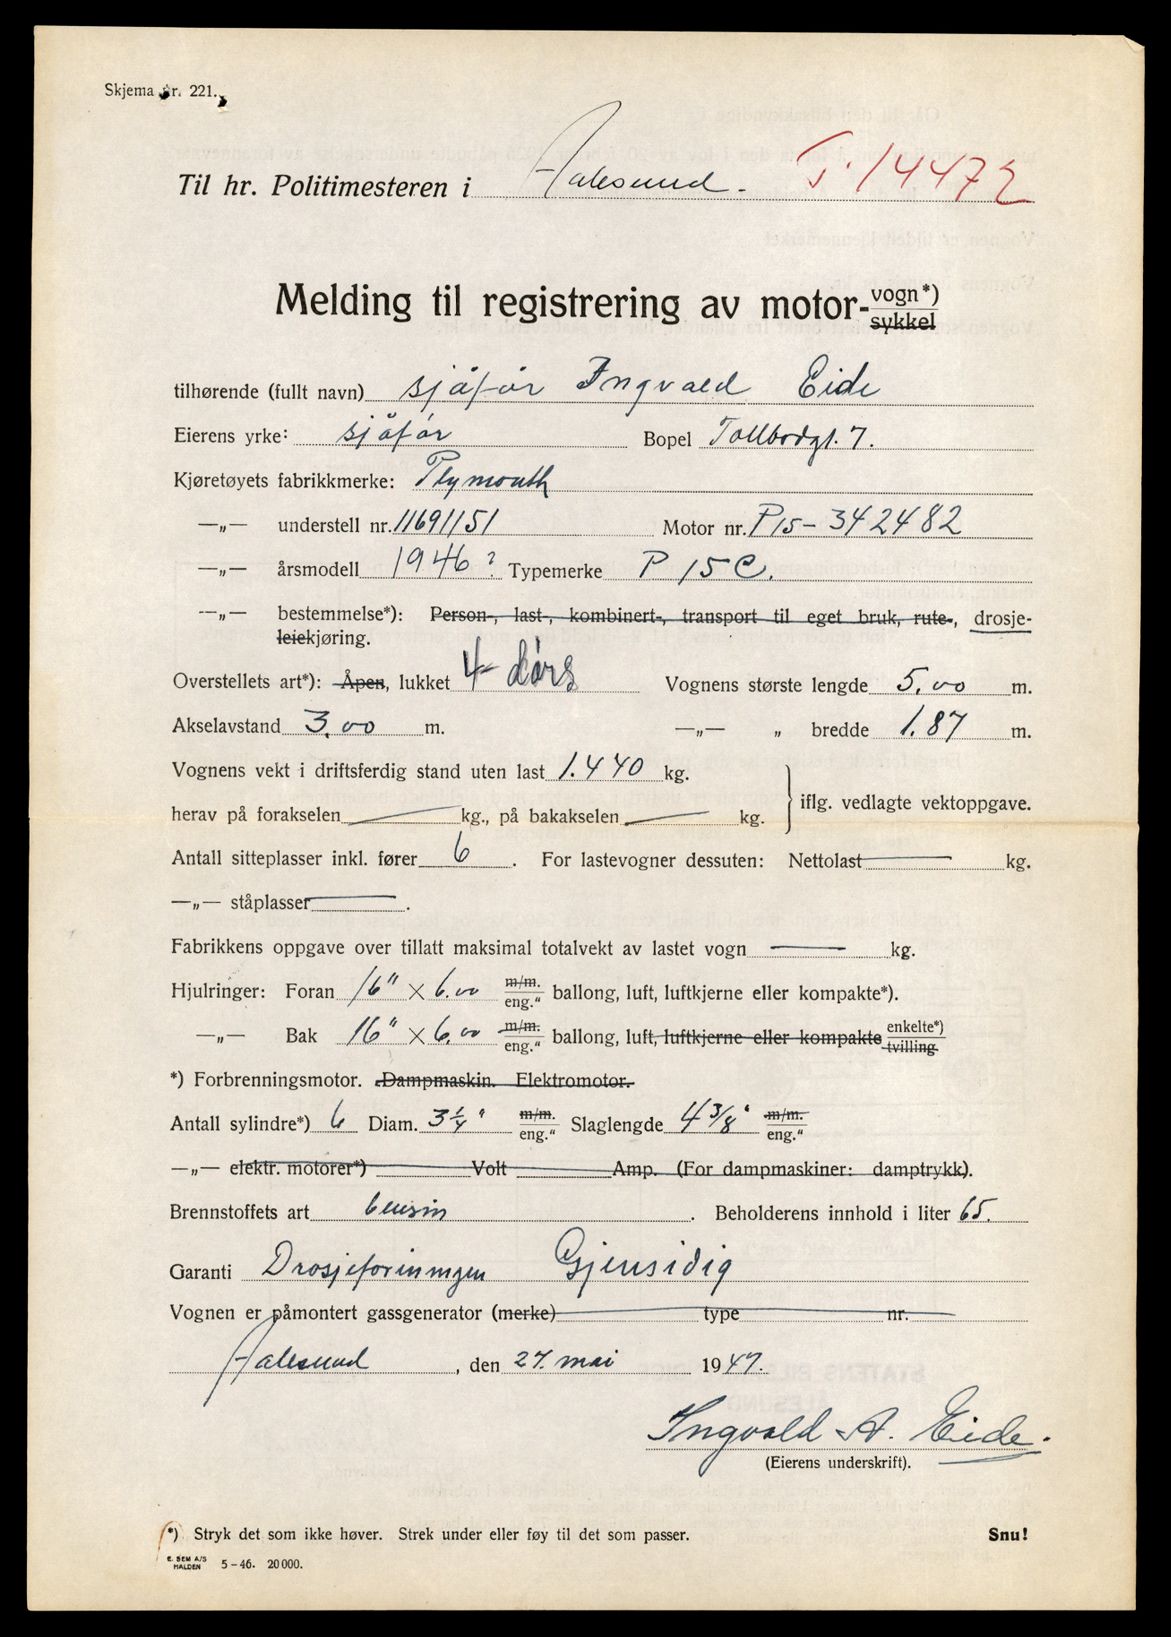 Skjema nr. 221.
Til hr. Politimesteren i Aalesund. T-14472
Melding til registrering av motor-vogn*)
sykkel
tilhørende (fullt navn) sjåfør Ingvald Eide
Eierens yrke: sjåfør Bopel Tollbodgt. 7.
Kjøretøyets fabrikkmerke: Plymouth
—„— understell nr. 11691151 Motor nr. P15-342482
—„— årsmodell 1946? Typemerke P 15 C.
—„— bestemmelse*): Person-, last-, kombinert-, transport til eget bruk, rute-, drosje-
leiekjøring.
Overstellets art*): Åpen, lukket 4 dørs Vognens største lengde 5.00 m.
Akselavstand 3.00 m. —„— „ bredde 1.87 m.
Vognens vekt i driftsferdig stand uten last 1.440 kg.
herav på forakselen — kg., på bakakselen — kg. iflg. vedlagte vektoppgave.
Antall sitteplasser inkl. fører 6. For lastevogner dessuten: Nettolast — kg.
—„— ståplasser —.
Fabrikkens oppgave over tillatt maksimal totalvekt av lastet vogn — kg.
Hjulringer: Foran 16" × 6.00 m/m. eng." ballong, luft, luftkjerne eller kompakte*).
—„— Bak 16" × 6.00 m/m. eng." ballong, luft, luftkjerne eller kompakte enkelte*) tvilling
*) Forbrenningsmotor. Dampmaskin. Elektromotor.
Antall sylindre*) 6 Diam. 3 1/4" m/m. eng." Slaglengde 4 3/8" m/m. eng."
—„— elektr. motorer*) Volt Amp. (For dampmaskiner: damptrykk).
Brennstoffets art bensin. Beholderens innhold i liter 65.
Garanti Drosjeforeningen Gjensidig
Vognen er påmontert gassgenerator (merke) type nr.
Aalesund, den 27. mai 1947.
Ingvald A. Eide.
(Eierens underskrift).
*) Stryk det som ikke høver. Strek under eller føy til det som passer. Snu!
E. SEM A/S
HALDEN 5-46. 20000.